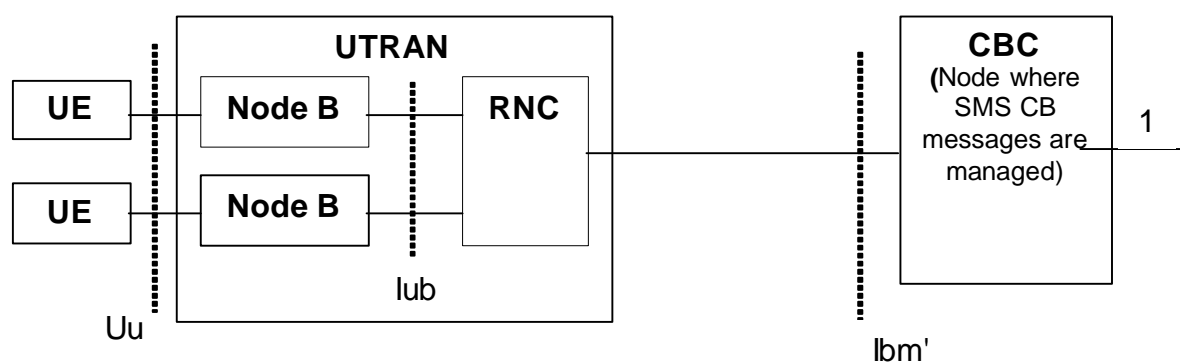 UTRAN
CBC
(Node where
SMS CB
messages are
managed)
1
UE
Node B
RNC
UE
Node B
Iub
Uu
Ibm'